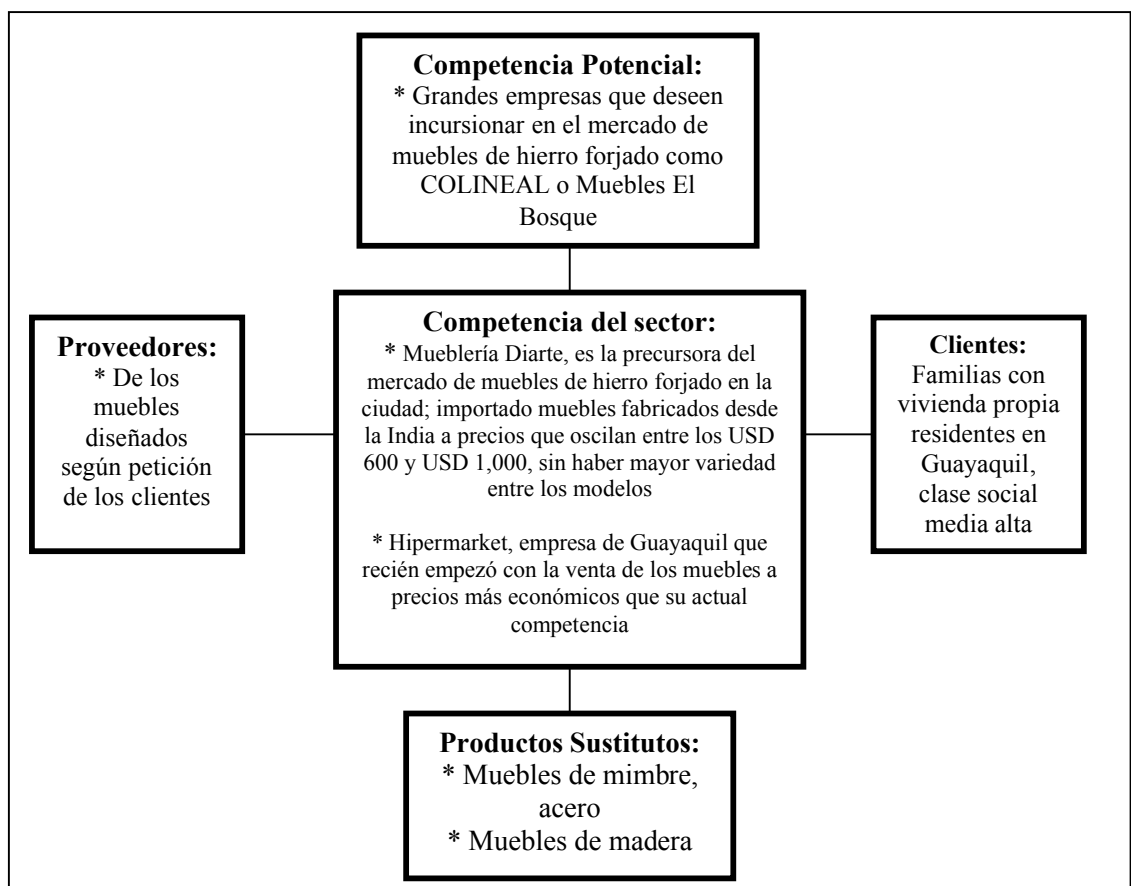 Competencia Potencial:
* Grandes empresas que deseen
incursionar en el mercado de
muebles de hierro forjado como
COLINEAL o Muebles El
Bosque
Proveedores:
* De los
muebles
diseñados
según petición
de los clientes
Competencia del sector:
* Mueblería Diarte, es la precursora del
mercado de muebles de hierro forjado en la
ciudad; importado muebles fabricados desde
la India a precios que oscilan entre los USD
600 y USD 1,000, sin haber mayor variedad
entre los modelos
* Hipermarket, empresa de Guayaquil que
recién empezó con la venta de los muebles a
precios más económicos que su actual
competencia
Clientes:
Familias con
vivienda propia
residentes en
Guayaquil,
clase social
media alta
Productos Sustitutos:
* Muebles de mimbre,
acero
* Muebles de madera